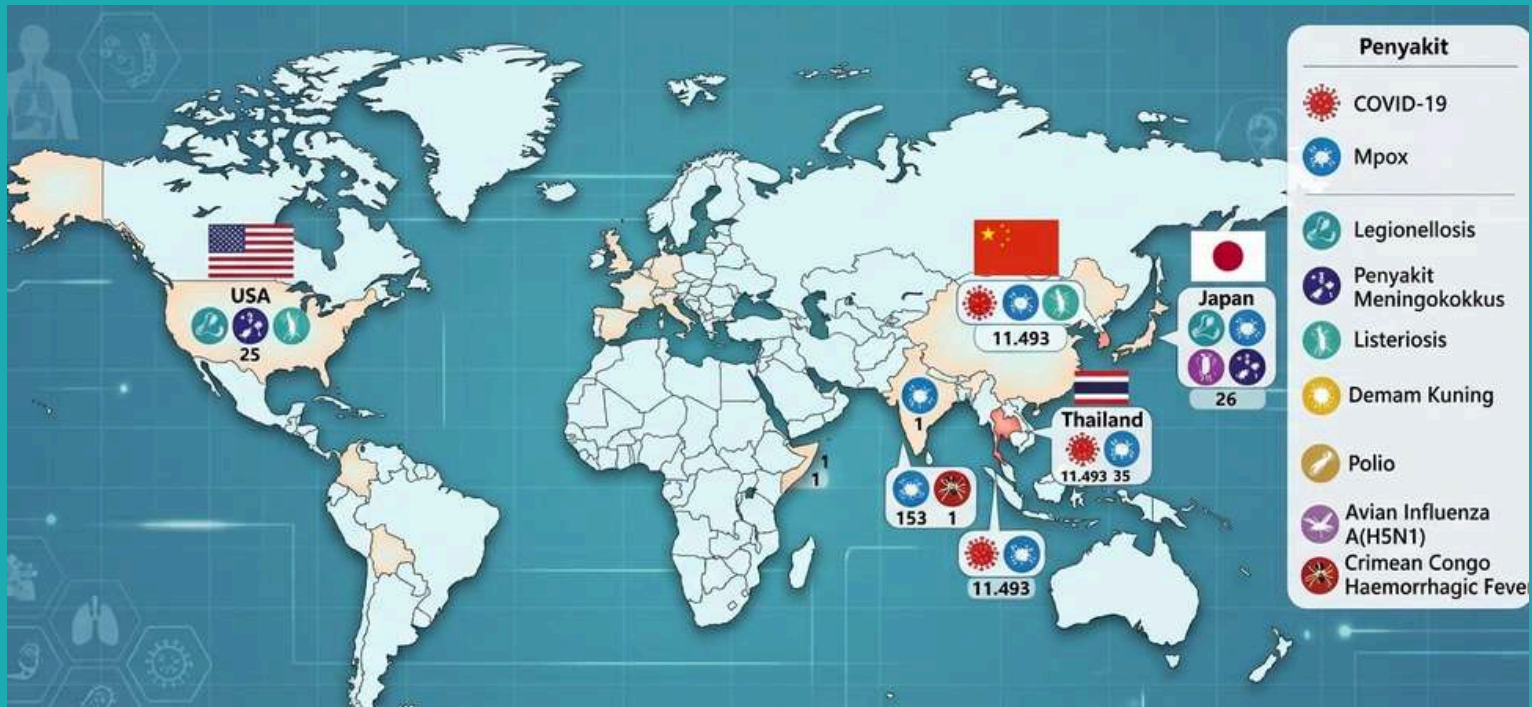 Penyakit
COVID-19
Mpox
Legionellosis
Penyakit
Meningokokkus
Listeriosis
Demam Kuning
Polio
Avian Influenza
A(H5N1)
Crimean Congo
Haemorrhagic Fever
USA
25
11.493
Japan
26
Thailand
11.493 35
1
153 1
11.493
1
1